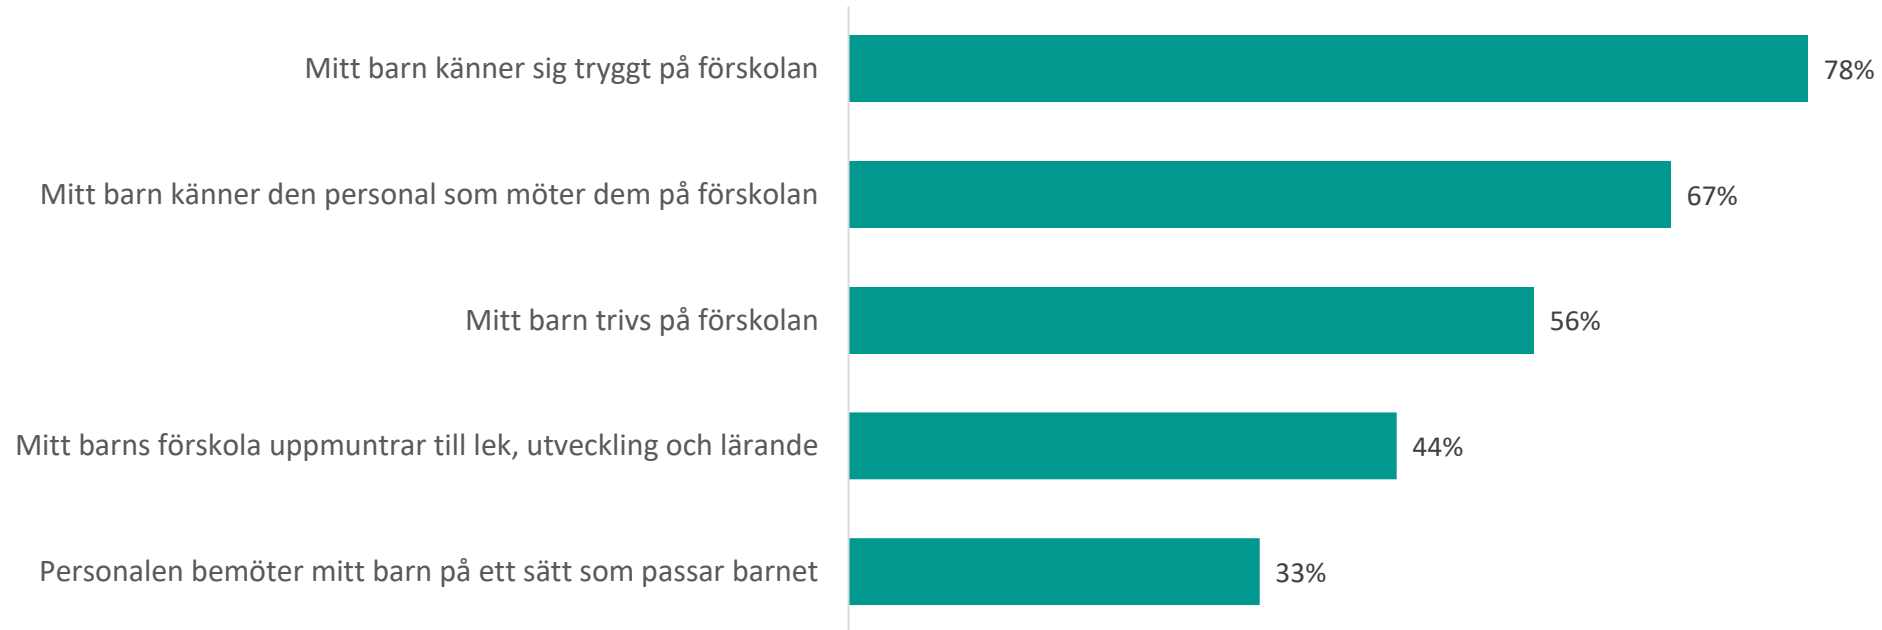 Mitt barn känner sig tryggt på förskolan
78%
Mitt barn känner den personal som möter dem på förskolan
67%
Mitt barn trivs på förskolan
56%
Mitt barns förskola uppmuntrar till lek, utveckling och lärande
44%
Personalen bemöter mitt barn på ett sätt som passar barnet
33%